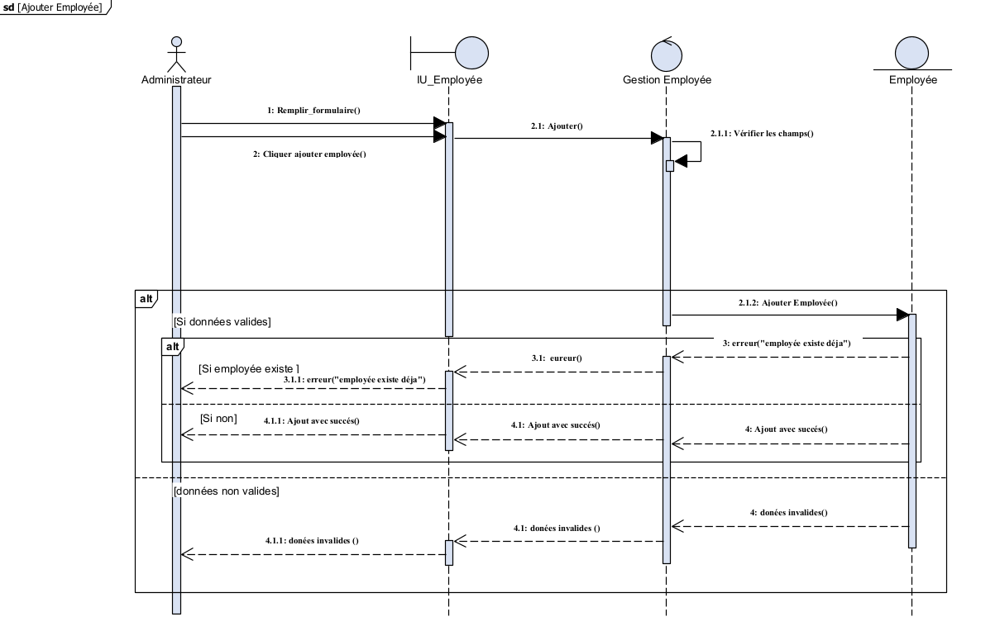 sd [Ajouter Employée]
Administrateur
IU_Employée
Gestion Employée
Employée
1: Remplir_formulaire()
2.1: Ajouter()
2.1.1: Vérifier les champs()
2: Cliquer ajouter employée()
alt
2.1.2: Ajouter Employée()
[Si données valides]
alt
3: erreur("employée existe déja")
3.1: eureur()
[Si employée existe ]
3.1.1: erreur("employée existe déja")
[Si non]
4.1.1: Ajout avec succés()
4.1: Ajout avec succés()
4: Ajout avec succés()
[données non valides]
4: donées invalides()
4.1: donées invalides ()
4.1.1: donées invalides ()